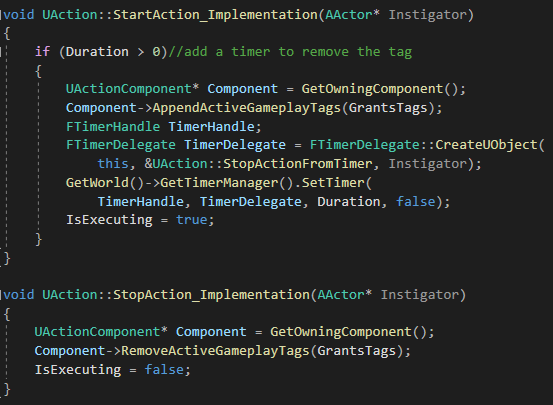 void UAction::StartAction_Implementation(AActor* Instigator)
{
if (Duration > 0)//add a timer to remove the tag
{
UActionComponent* Component = GetOwningComponent();
Component->AppendActiveGameplayTags(GrantsTags);
FTimerHandle TimerHandle;
FTimerDelegate TimerDelegate = FTimerDelegate::CreateUObject(
this, &UAction::StopActionFromTimer, Instigator);
GetWorld()->GetTimerManager().SetTimer(
TimerHandle, TimerDelegate, Duration, false);
IsExecuting = true;
}
}
void UAction::StopAction_Implementation(AActor* Instigator)
{
UActionComponent* Component = GetOwningComponent();
Component->RemoveActiveGameplayTags(GrantsTags);
IsExecuting = false;
}